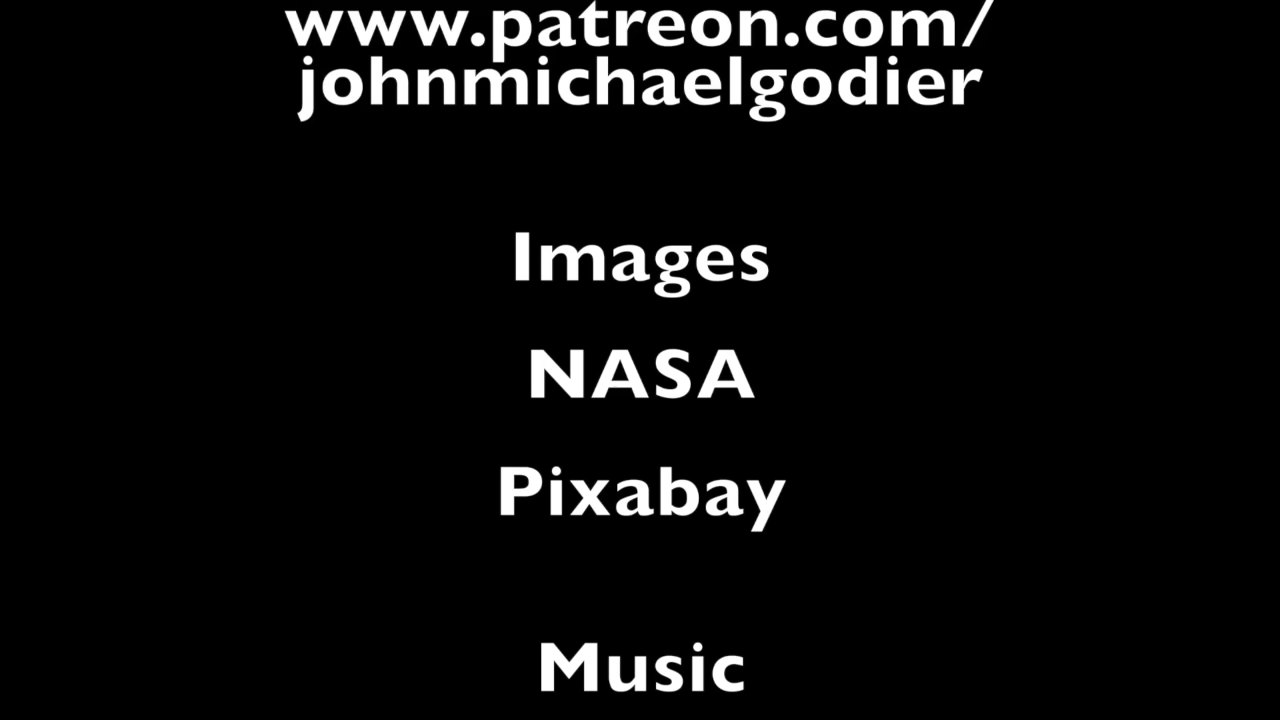 www.patreon.com/
johnmichaelgodier
Images
NASA
Pixabay
Music